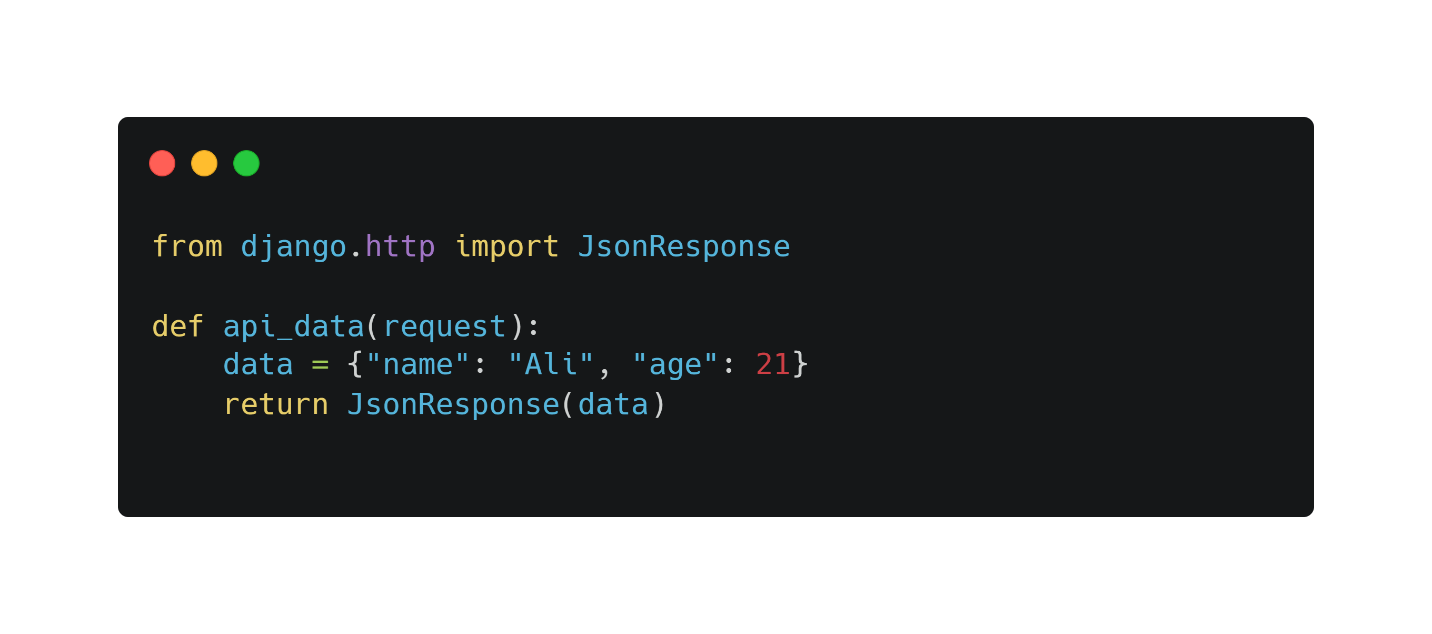 from django.http import JsonResponse
def api_data(request):
    data = {"name": "Ali", "age": 21}
    return JsonResponse(data)